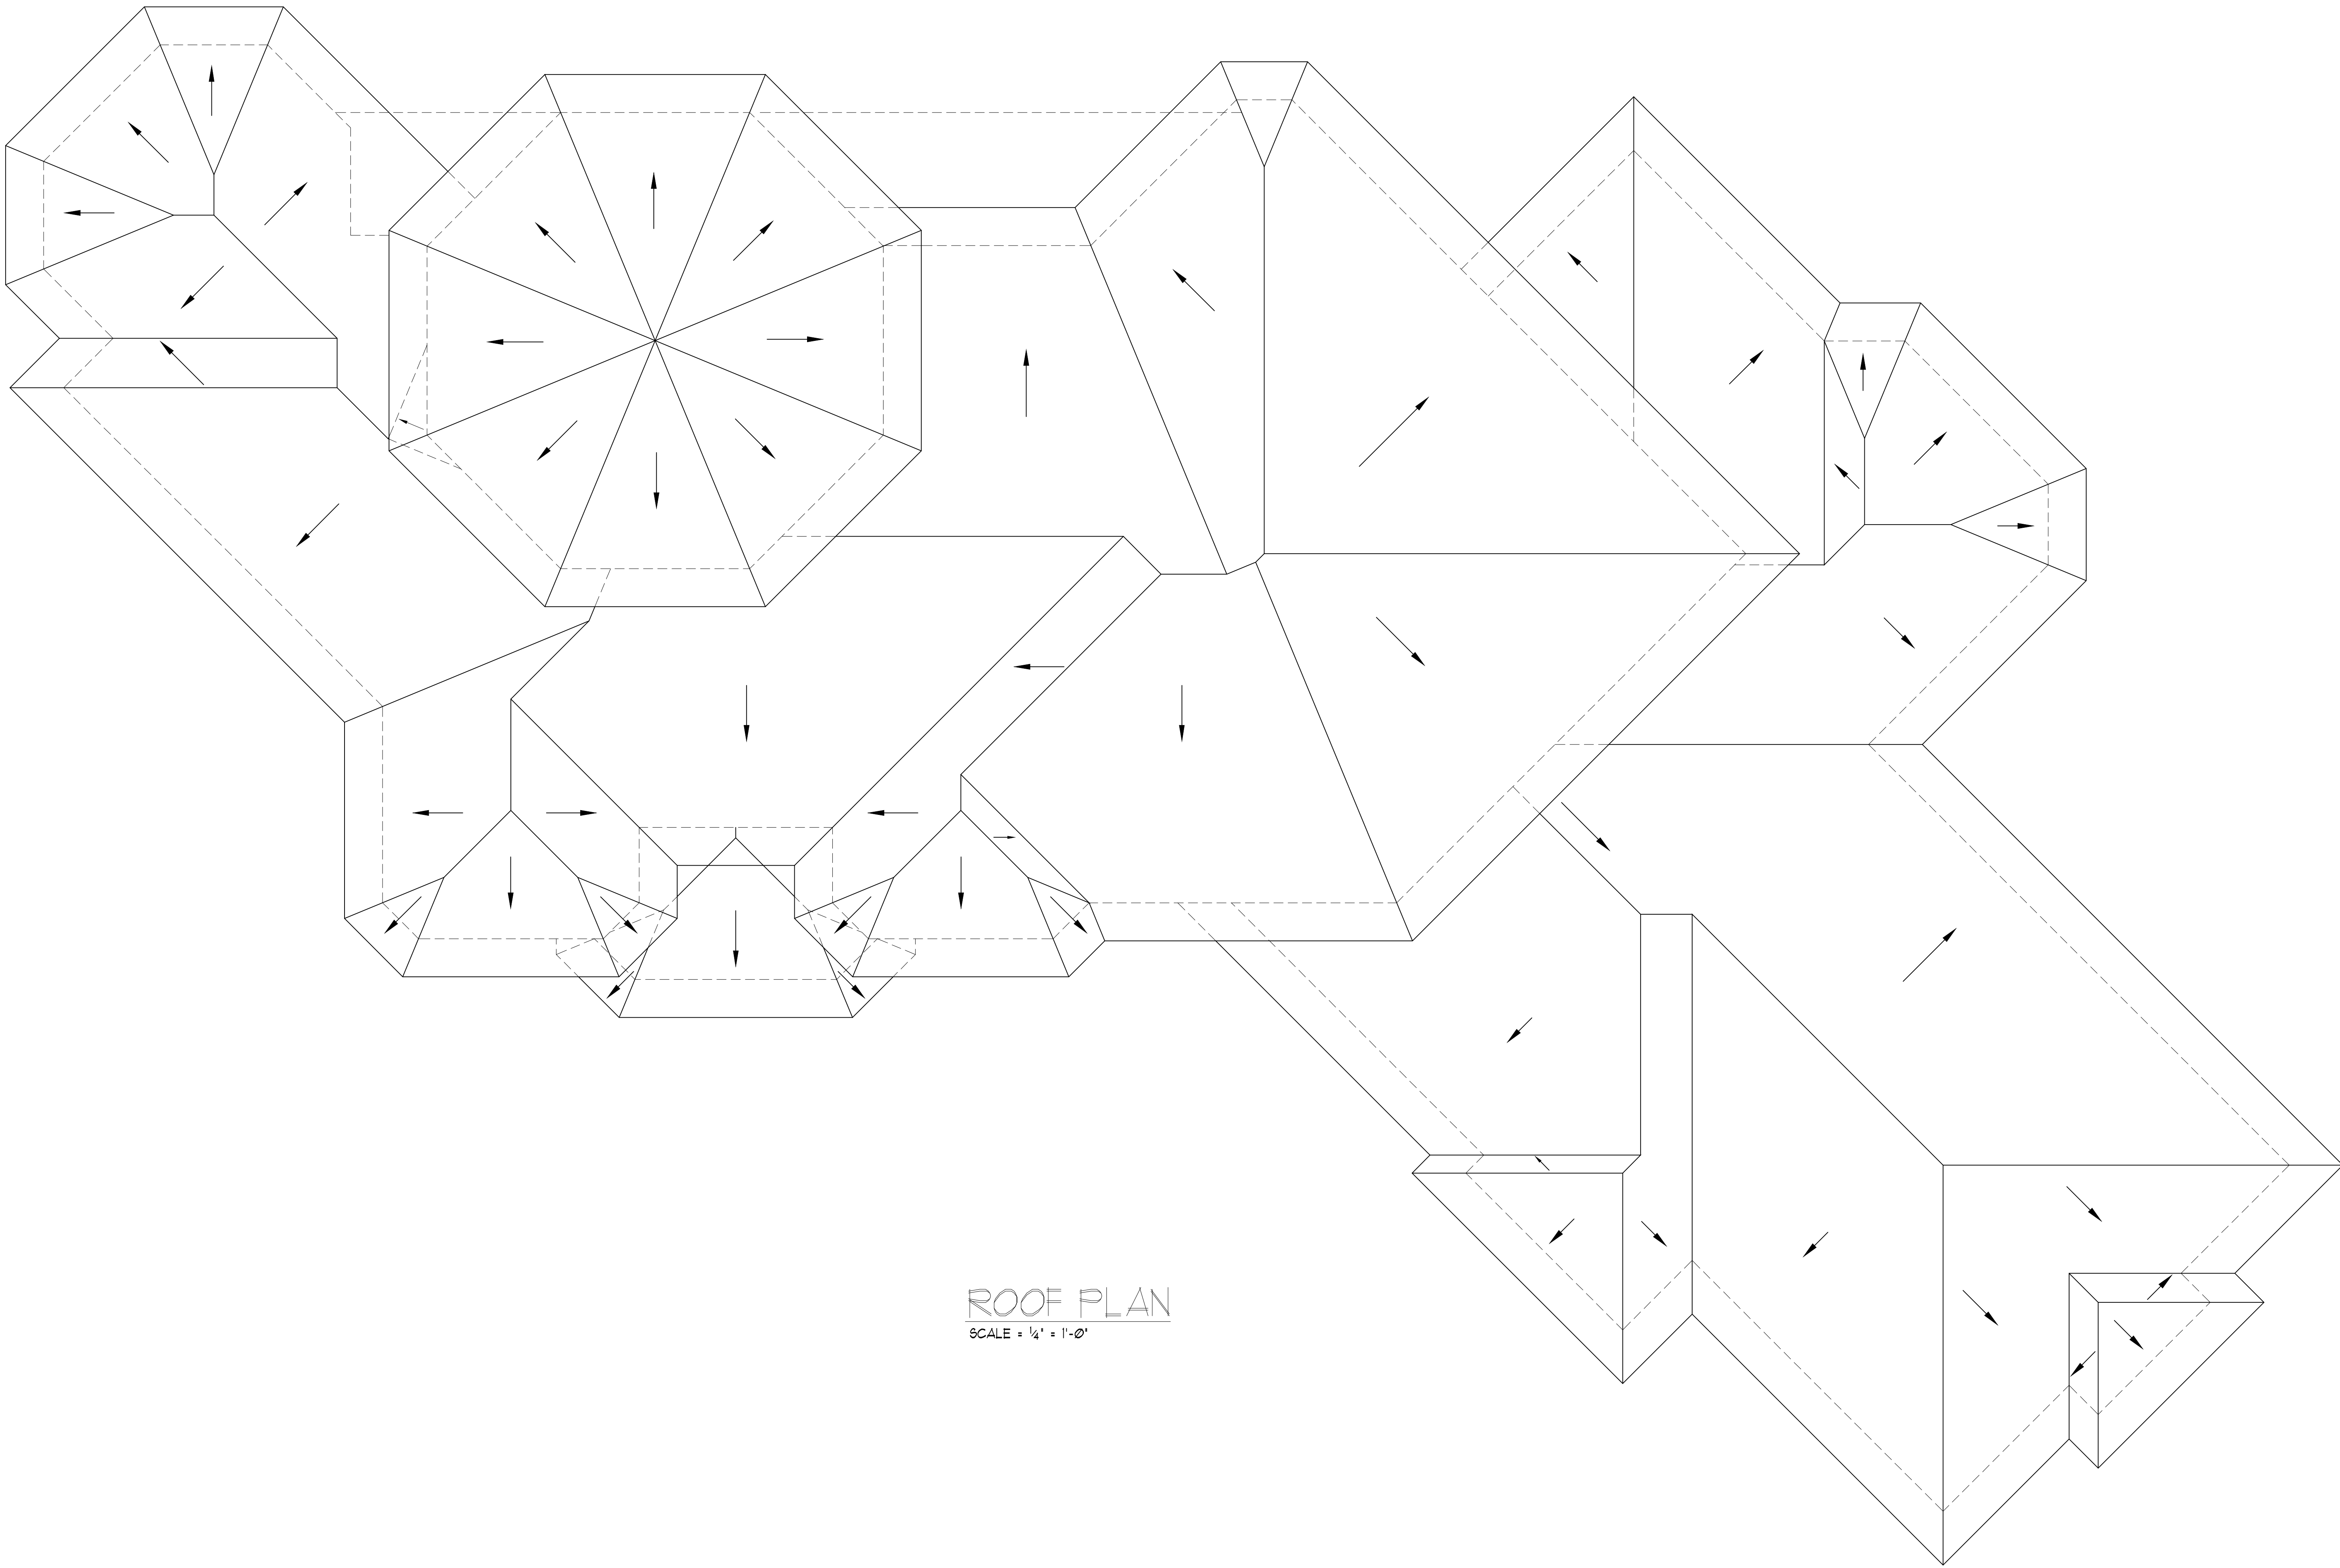 ROOF PLAN
SCALE = ¼" = 1'-0"